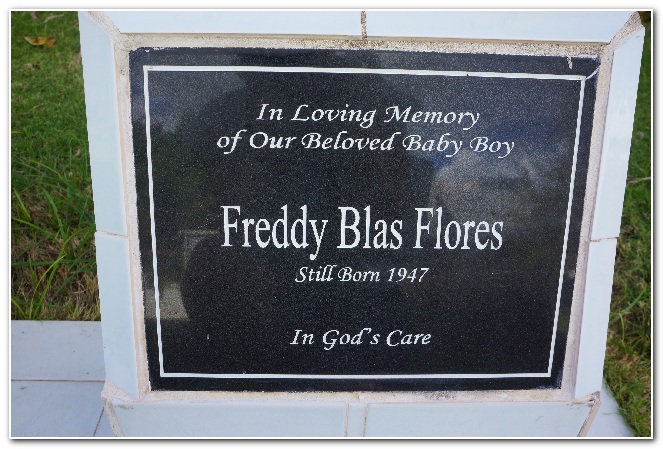 In Loving Memory
of Our Beloved Baby Boy
Freddy Blas Flores
Still Born 1947
In God's Care